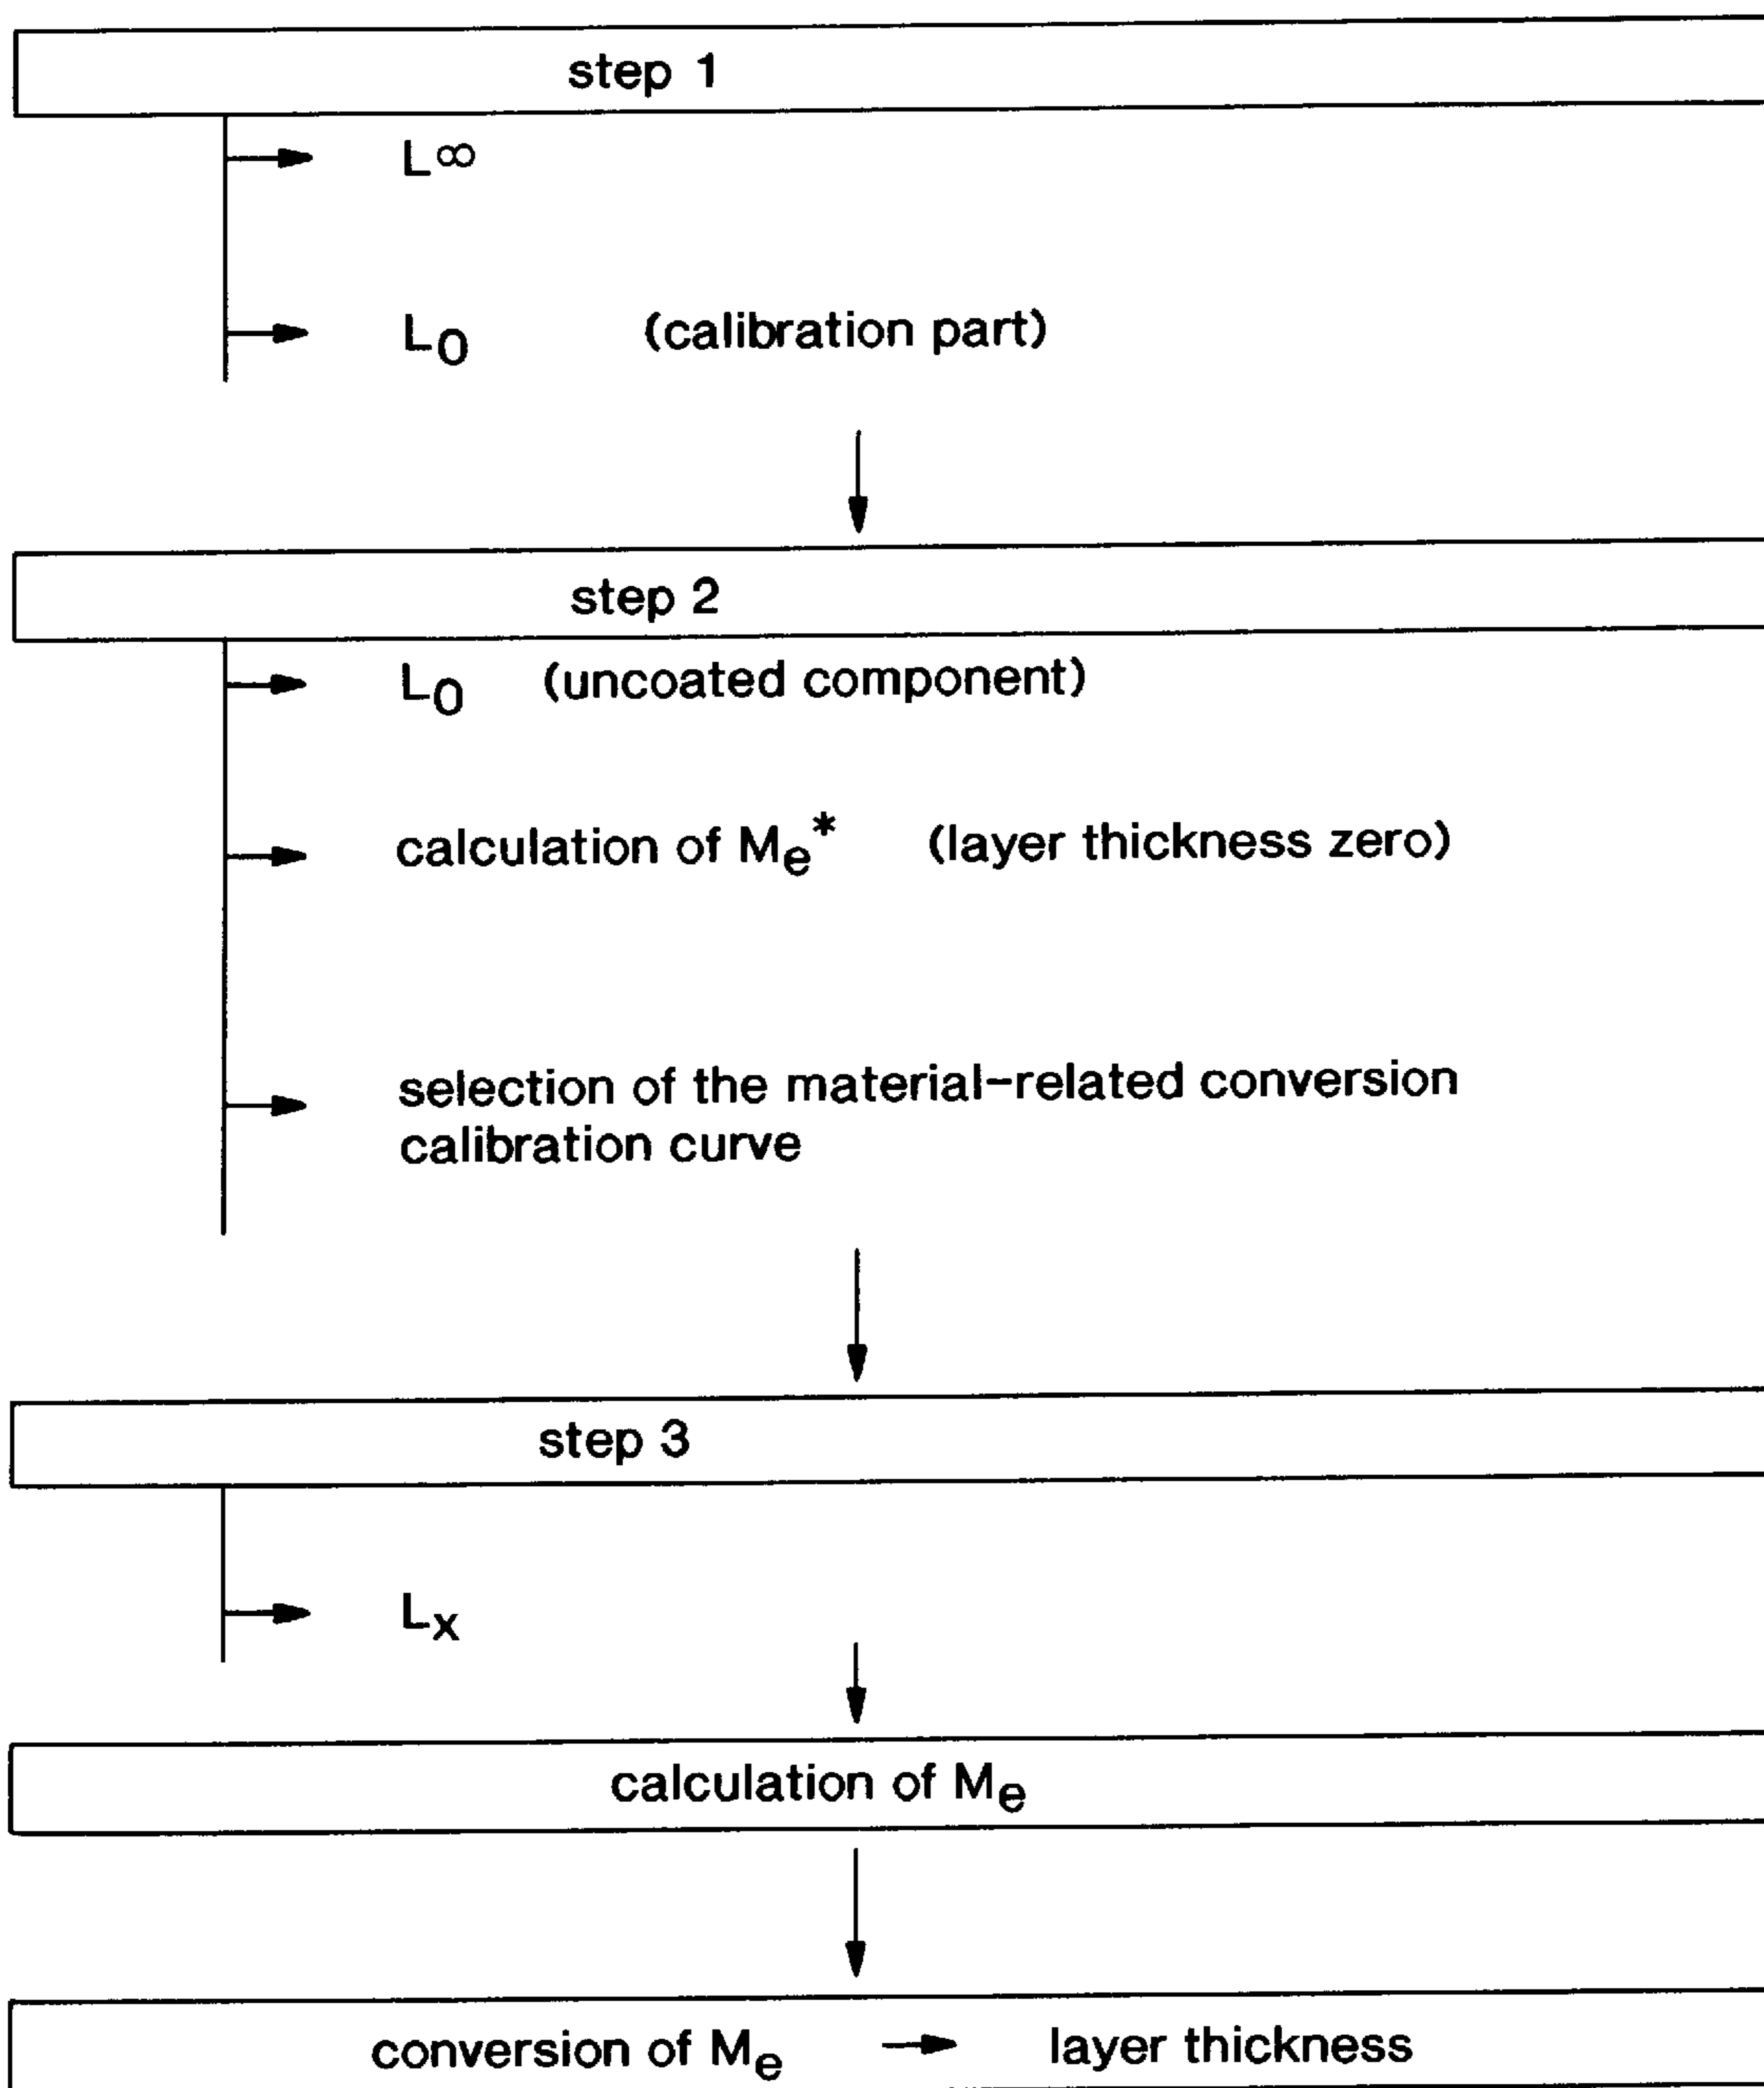 step 1
L∞
L0 (calibration part)
step 2
L0 (uncoated component)
calculation of Me* (layer thickness zero)
selection of the material-related conversion
calibration curve
step 3
Lx
calculation of Me
conversion of Me → layer thickness